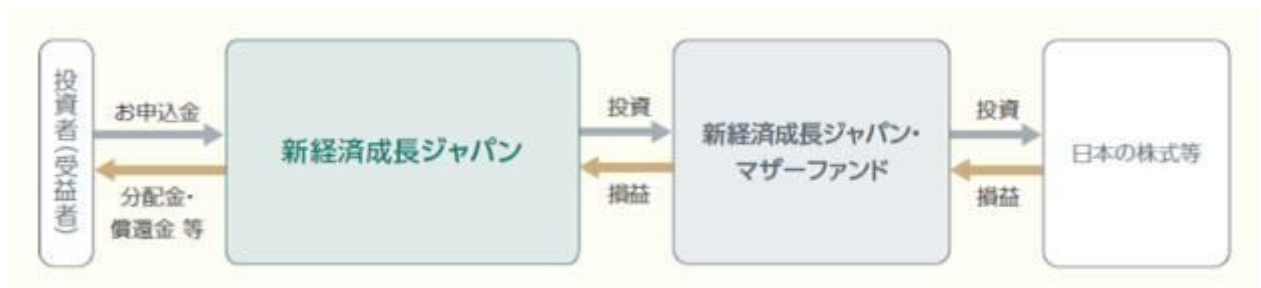 投資者(受益者)
お申込金
分配金・
償還金 等
新経済成長ジャパン
投資
損益
新経済成長ジャパン・
マザーファンド
投資
損益
日本の株式等